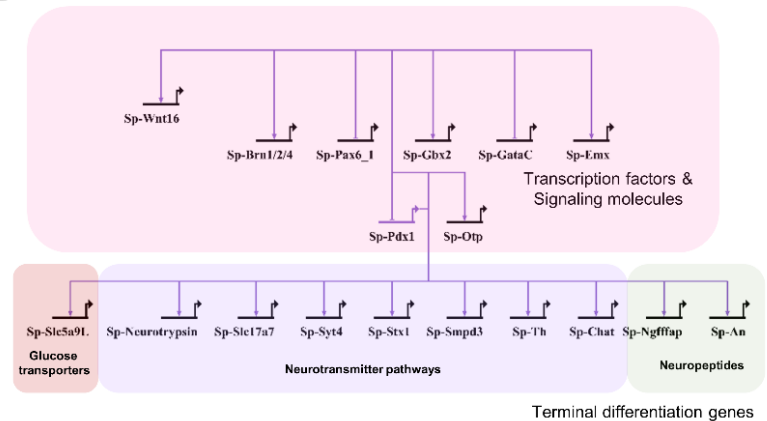 Sp-Wnt16
Sp-Brn1/2/4 Sp-Pax6_1 Sp-Gbx2 Sp-GataC Sp-Emx
Transcription factors &
Signaling molecules
Sp-Pdx1 Sp-Otp
Sp-Slc5a9L Sp-Neurotrypsin Sp-Slc17a7 Sp-Syt4 Sp-Stx1 Sp-Smpd3 Sp-Th Sp-Chat Sp-Ngfffap Sp-An
Glucose
transporters
Neurotransmitter pathways
Neuropeptides
Terminal differentiation genes